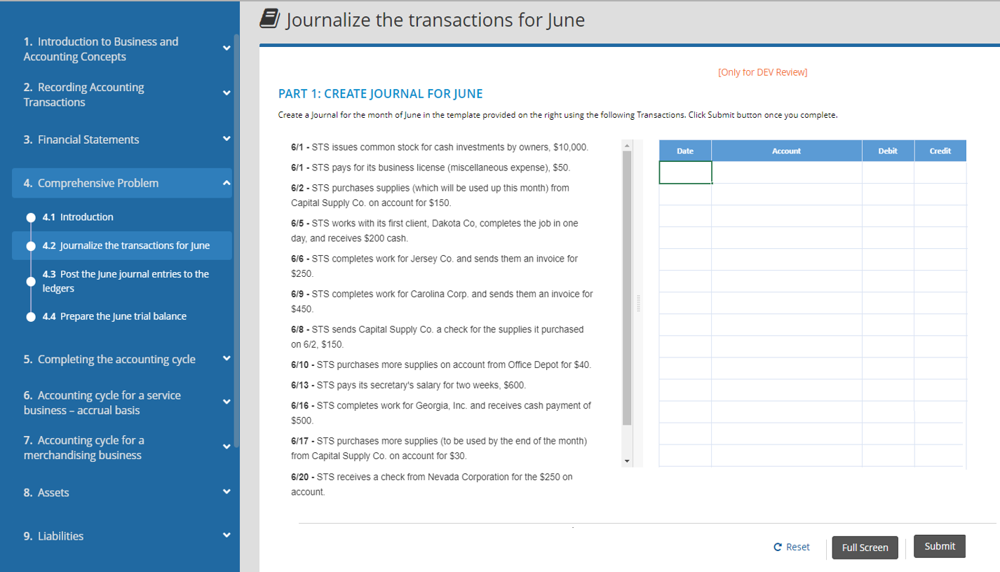 1. Introduction to Business and
Accounting Concepts
2. Recording Accounting
Transactions
3. Financial Statements
4. Comprehensive Problem
4.1 Introduction
4.2 Journalize the transactions for June
4.3 Post the June journal entries to the
ledgers
4.4 Prepare the June trial balance
5. Completing the accounting cycle
6. Accounting cycle for a service
business – accrual basis
7. Accounting cycle for a
merchandising business
8. Assets
9. Liabilities
Journalize the transactions for June
[Only for DEV Review]
PART 1: CREATE JOURNAL FOR JUNE
Create a Journal for the month of June in the template provided on the right using the following Transactions. Click Submit button once you complete.
6/1 - STS issues common stock for cash investments by owners, $10,000.
6/1 - STS pays for its business license (miscellaneous expense), $50.
6/2 - STS purchases supplies (which will be used up this month) from
Capital Supply Co. on account for $150.
6/5 - STS works with its first client, Dakota Co, completes the job in one
day, and receives $200 cash.
6/6 - STS completes work for Jersey Co. and sends them an invoice for
$250.
6/9 - STS completes work for Carolina Corp. and sends them an invoice for
$450.
6/8 - STS sends Capital Supply Co. a check for the supplies it purchased
on 6/2, $150.
6/10 - STS purchases more supplies on account from Office Depot for $40.
6/13 - STS pays its secretary's salary for two weeks, $600.
6/16 - STS completes work for Georgia, Inc. and receives cash payment of
$500.
6/17 - STS purchases more supplies (to be used by the end of the month)
from Capital Supply Co. on account for $30.
6/20 - STS receives a check from Nevada Corporation for the $250 on
account.
Date Account Debit Credit
Reset Full Screen Submit